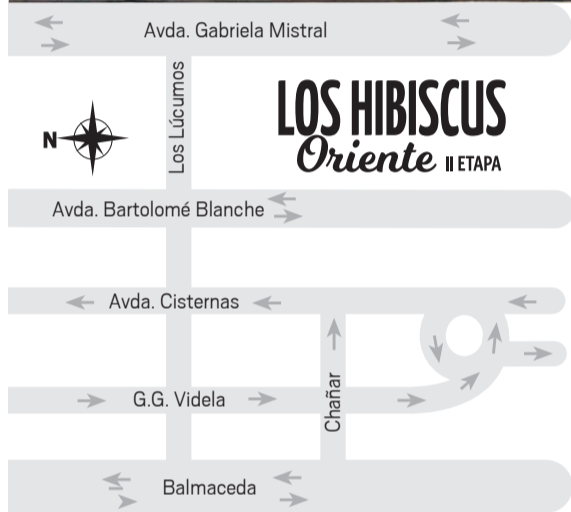 Avda. Gabriela Mistral
Los Lúcumos
N
LOS HIBISCUS
Oriente II ETAPA
Avda. Bartolomé Blanche
Avda. Cisternas
G.G. Videla
Chañar
Balmaceda